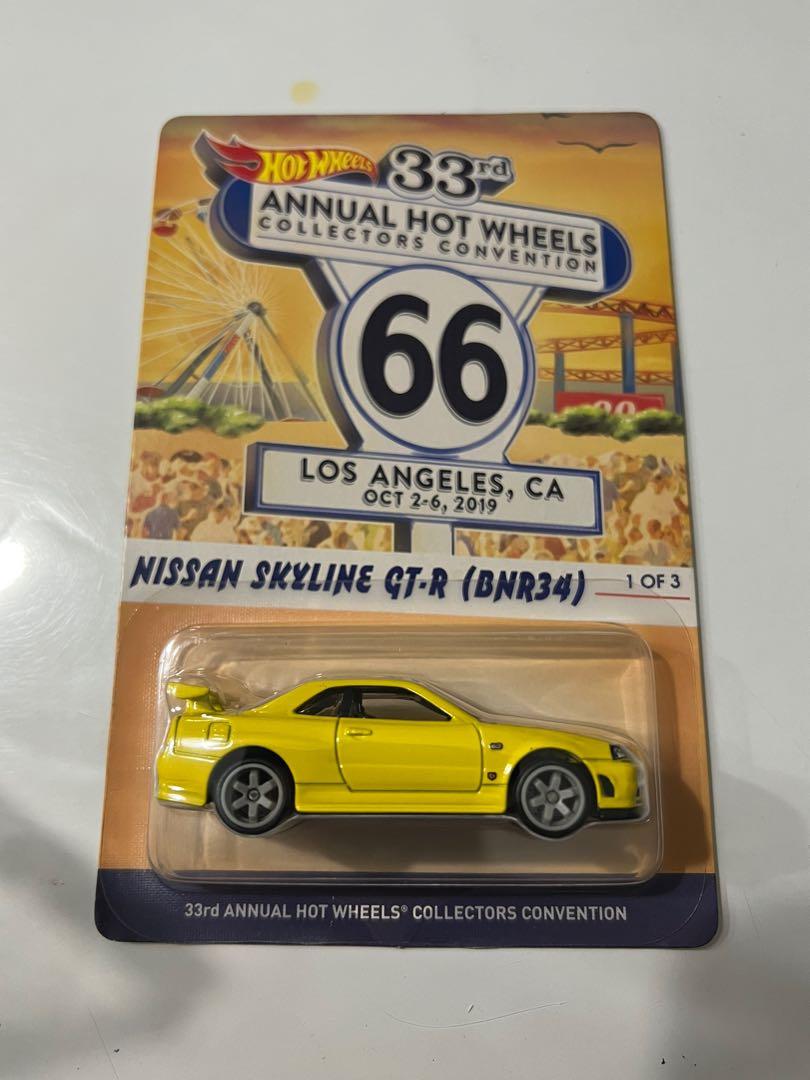 Hot Wheels 33rd
ANNUAL HOT WHEELS
COLLECTORS CONVENTION
66
LOS ANGELES, CA
OCT 2-6, 2019
NISSAN SKYLINE GT-R (BNR34) 1 OF 3
33rd ANNUAL HOT WHEELS® COLLECTORS CONVENTION